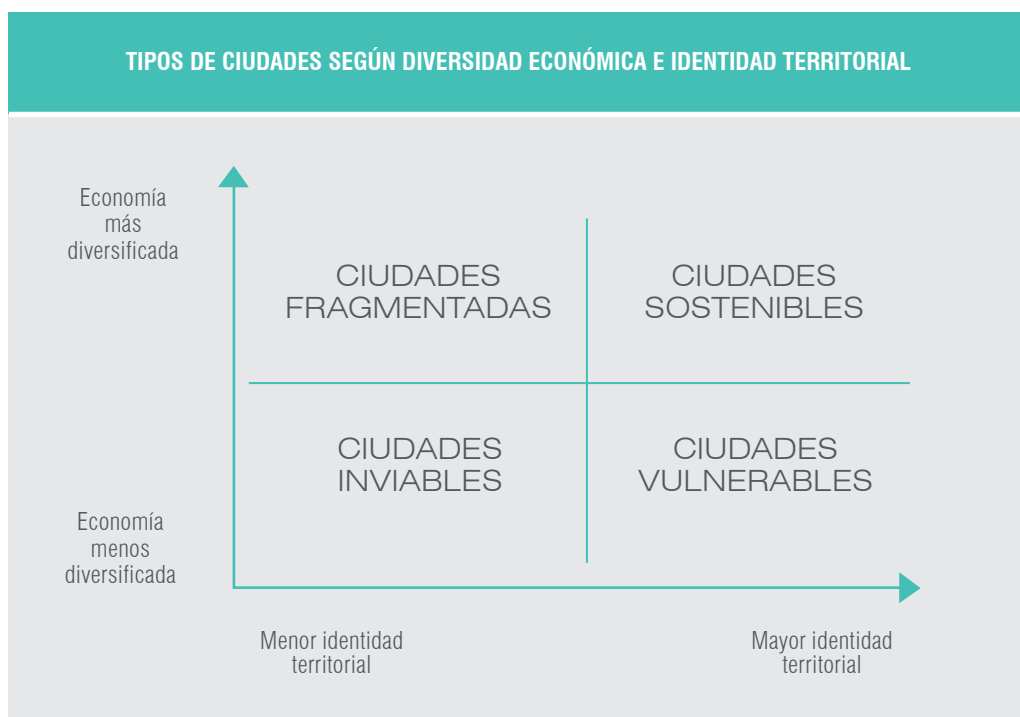 TIPOS DE CIUDADES SEGÚN DIVERSIDAD ECONÓMICA E IDENTIDAD TERRITORIAL
Economía
más
diversificada
CIUDADES
FRAGMENTADAS
CIUDADES
SOSTENIBLES
CIUDADES
INVIABLES
CIUDADES
VULNERABLES
Economía
menos
diversificada
Menor identidad
territorial
Mayor identidad
territorial